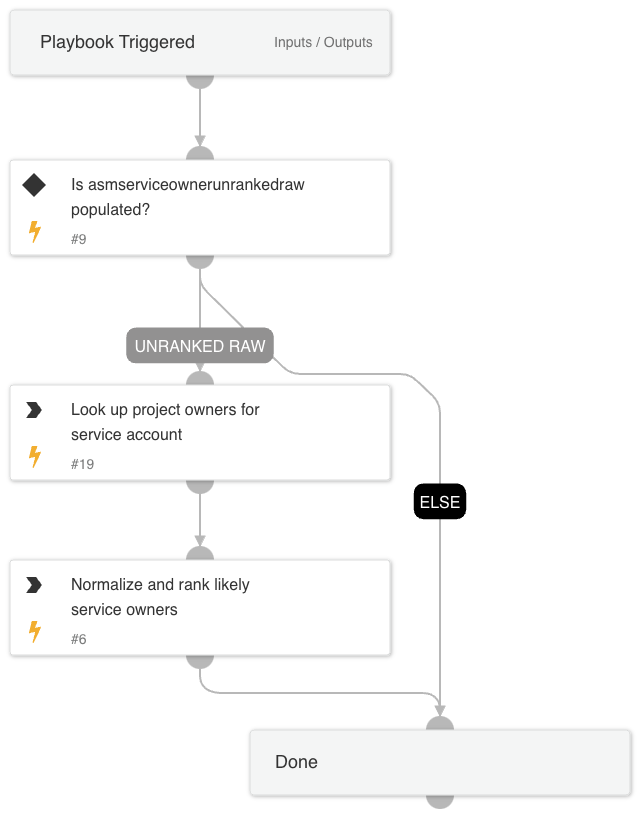 Playbook Triggered
Inputs / Outputs
Is asmserviceownerunrankedraw
populated?
#9
UNRANKED RAW
Look up project owners for
service account
#19
ELSE
Normalize and rank likely
service owners
#6
Done